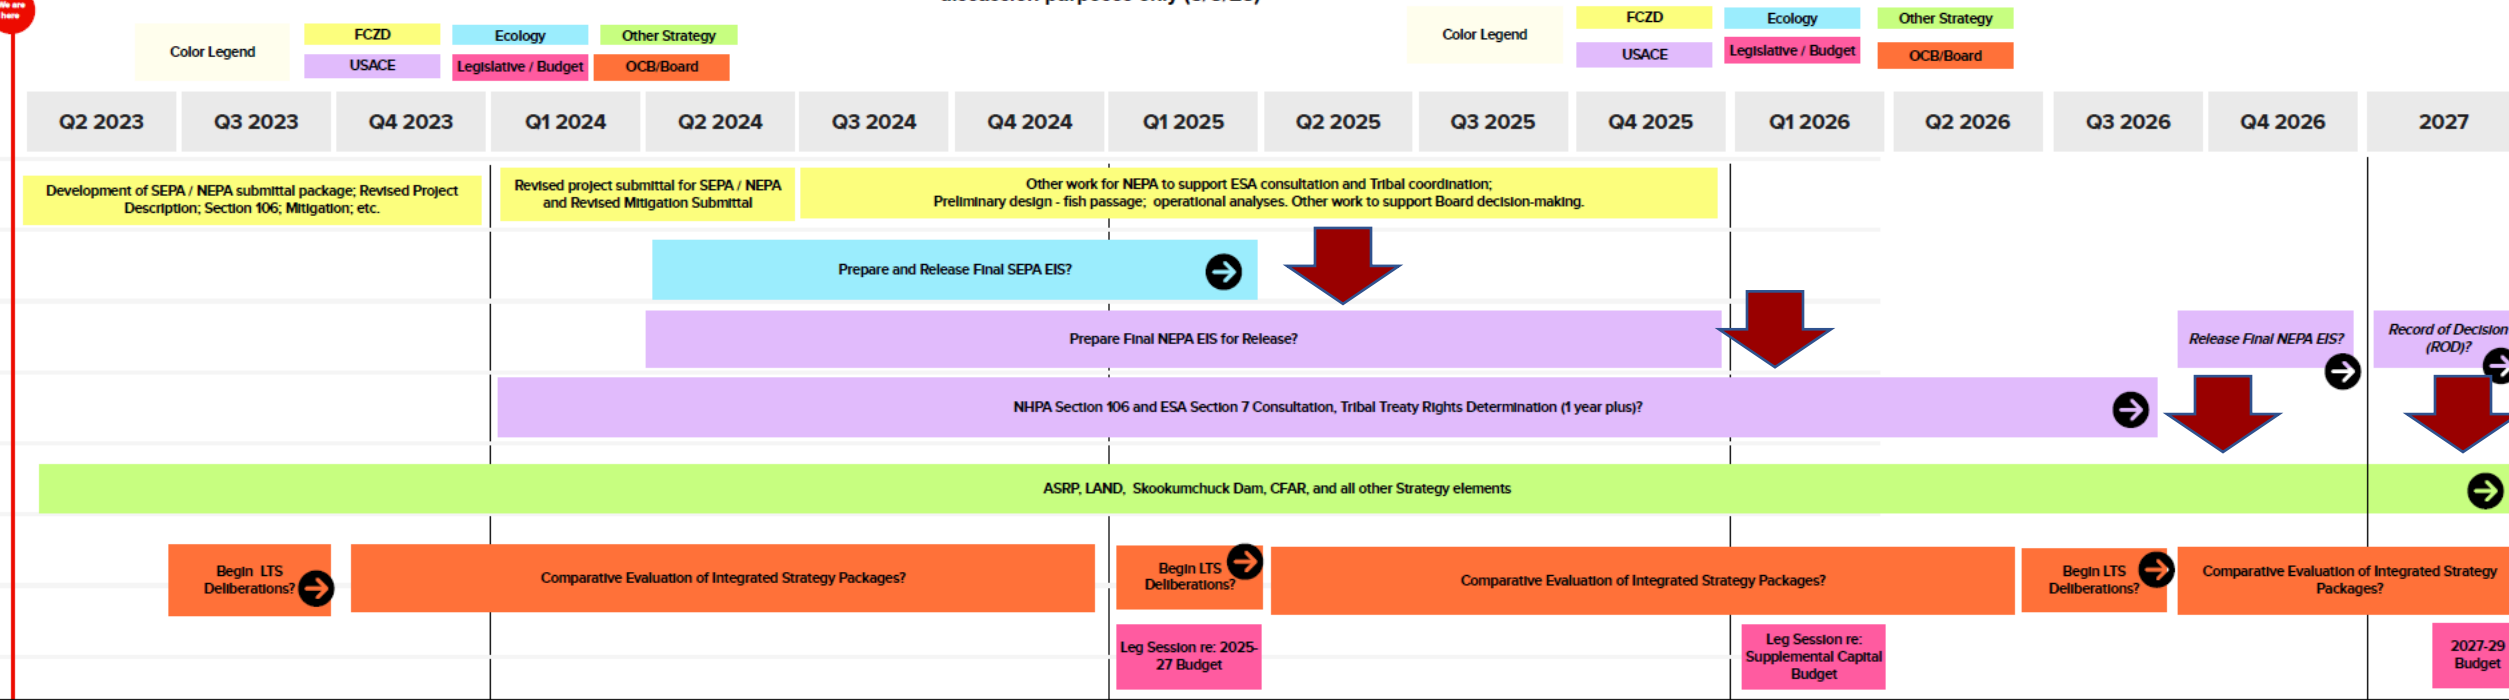 We are
here
Color Legend
FCZD
Ecology
Other Strategy
USACE
Legislative / Budget
OCB/Board
Color Legend
FCZD
Ecology
Other Strategy
USACE
Legislative / Budget
OCB/Board
Q2 2023
Q3 2023
Q4 2023
Q1 2024
Q2 2024
Q3 2024
Q4 2024
Q1 2025
Q2 2025
Q3 2025
Q4 2025
Q1 2026
Q2 2026
Q3 2026
Q4 2026
2027
Development of SEPA / NEPA submittal package; Revised Project
Description; Section 106; Mitigation; etc.
Revised project submittal for SEPA / NEPA
and Revised Mitigation Submittal
Other work for NEPA to support ESA consultation and Tribal coordination;
Preliminary design - fish passage; operational analyses. Other work to support Board decision-making.
Prepare and Release Final SEPA EIS?
Prepare Final NEPA EIS for Release?
Release Final NEPA EIS?
Record of Decision
(ROD)?
NHPA Section 106 and ESA Section 7 Consultation, Tribal Treaty Rights Determination (1 year plus)?
ASRP, LAND, Skookumchuck Dam, CFAR, and all other Strategy elements
Begin LTS
Deliberations?
Comparative Evaluation of Integrated Strategy Packages?
Begin LTS
Deliberations?
Comparative Evaluation of Integrated Strategy Packages?
Begin LTS
Deliberations?
Comparative Evaluation of Integrated Strategy
Packages?
Leg Session re: 2025-
27 Budget
Leg Session re:
Supplemental Capital
Budget
2027-29
Budget